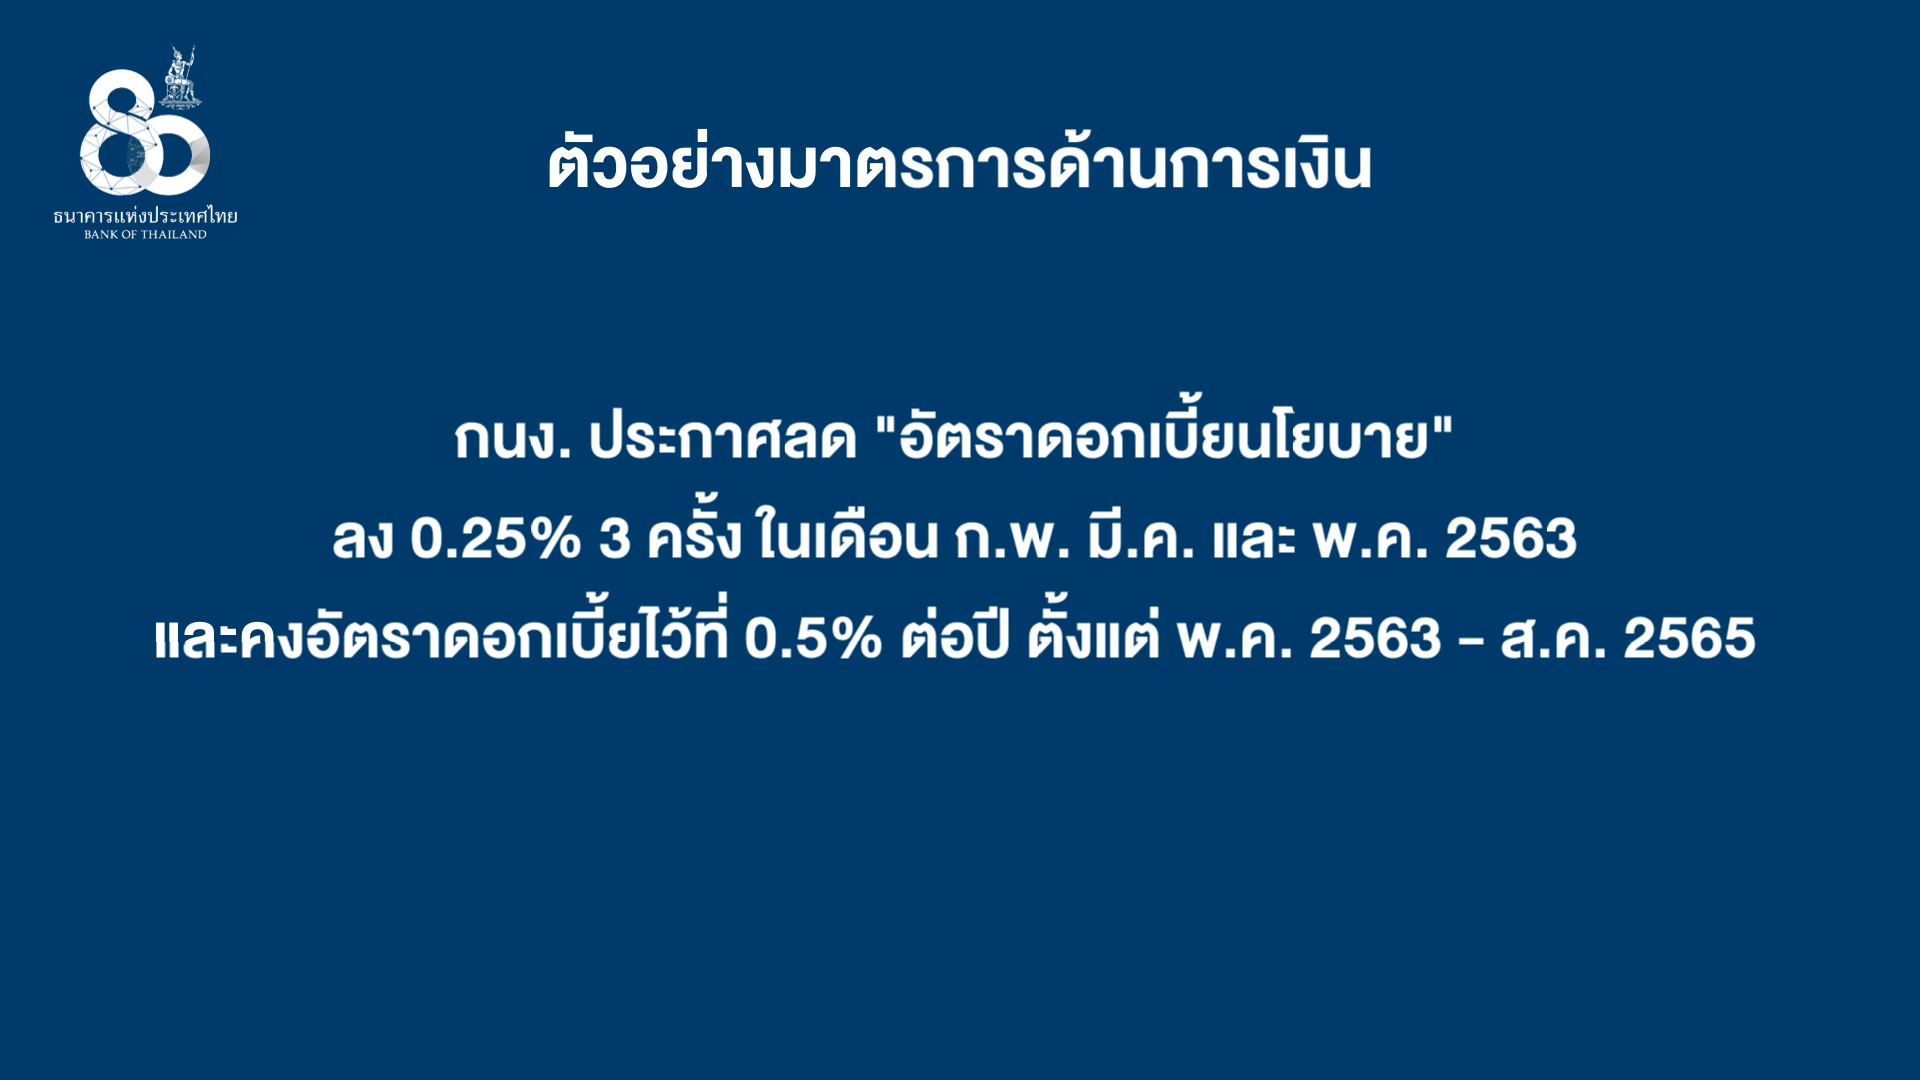 80
ธนาคารแห่งประเทศไทย
BANK OF THAILAND
ตัวอย่างมาตรการด้านการเงิน
กนง. ประกาศลด "อัตราดอกเบี้ยนโยบาย"
ลง 0.25% 3 ครั้ง ในเดือน ก.พ. มี.ค. และ พ.ค. 2563
และคงอัตราดอกเบี้ยไว้ที่ 0.5% ต่อปี ตั้งแต่ พ.ค. 2563 – ส.ค. 2565